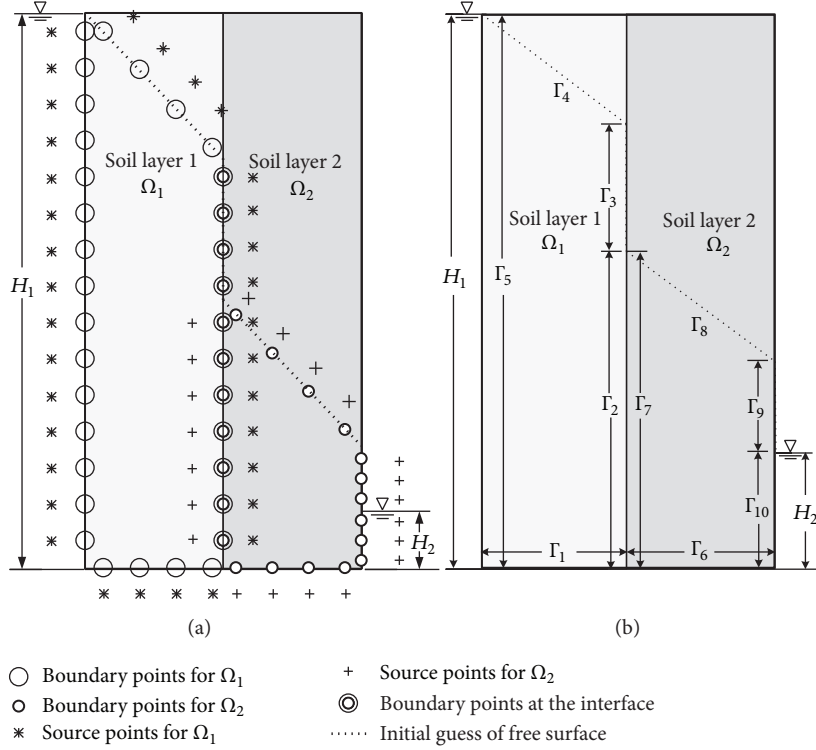 H₁
Soil layer 1
Ω₁
Soil layer 2
Ω₂
H₂
(a)
H₁
Γ₅
Γ₄
Γ₃
Soil layer 1
Ω₁
Soil layer 2
Ω₂
Γ₈
Γ₂
Γ₇
Γ₉
Γ₁₀
H₂
Γ₁
Γ₆
(b)
Boundary points for Ω₁
Boundary points for Ω₂
Source points for Ω₁
Source points for Ω₂
Boundary points at the interface
Initial guess of free surface